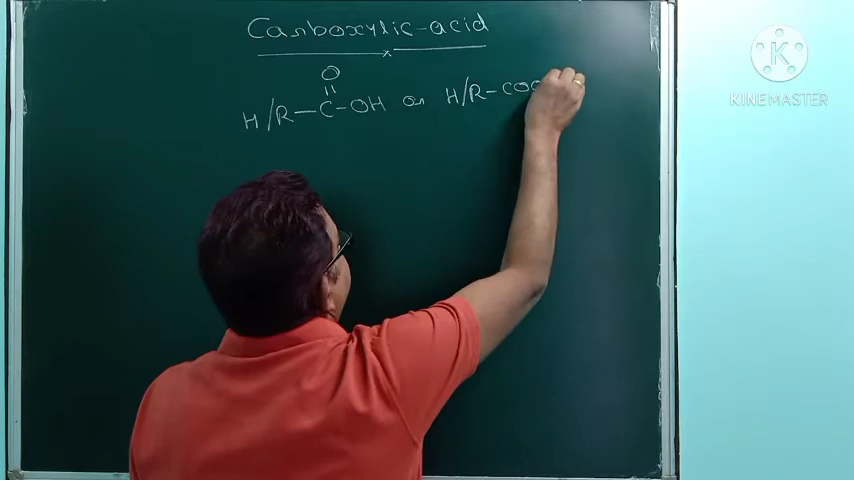 Carboxylic-acid
O
H/R-C-OH or H/R-COO
K
KINEMASTER